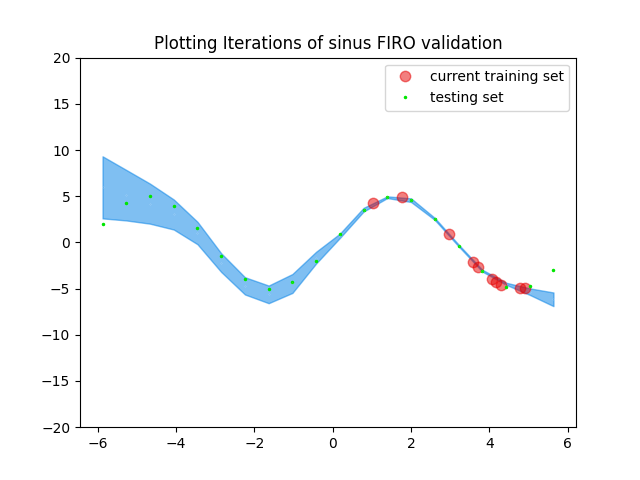 Plotting Iterations of sinus FIRO validation
current training set
testing set
20
15
10
5
0
−5
−10
−15
−20
−6 −4 −2 0 2 4 6